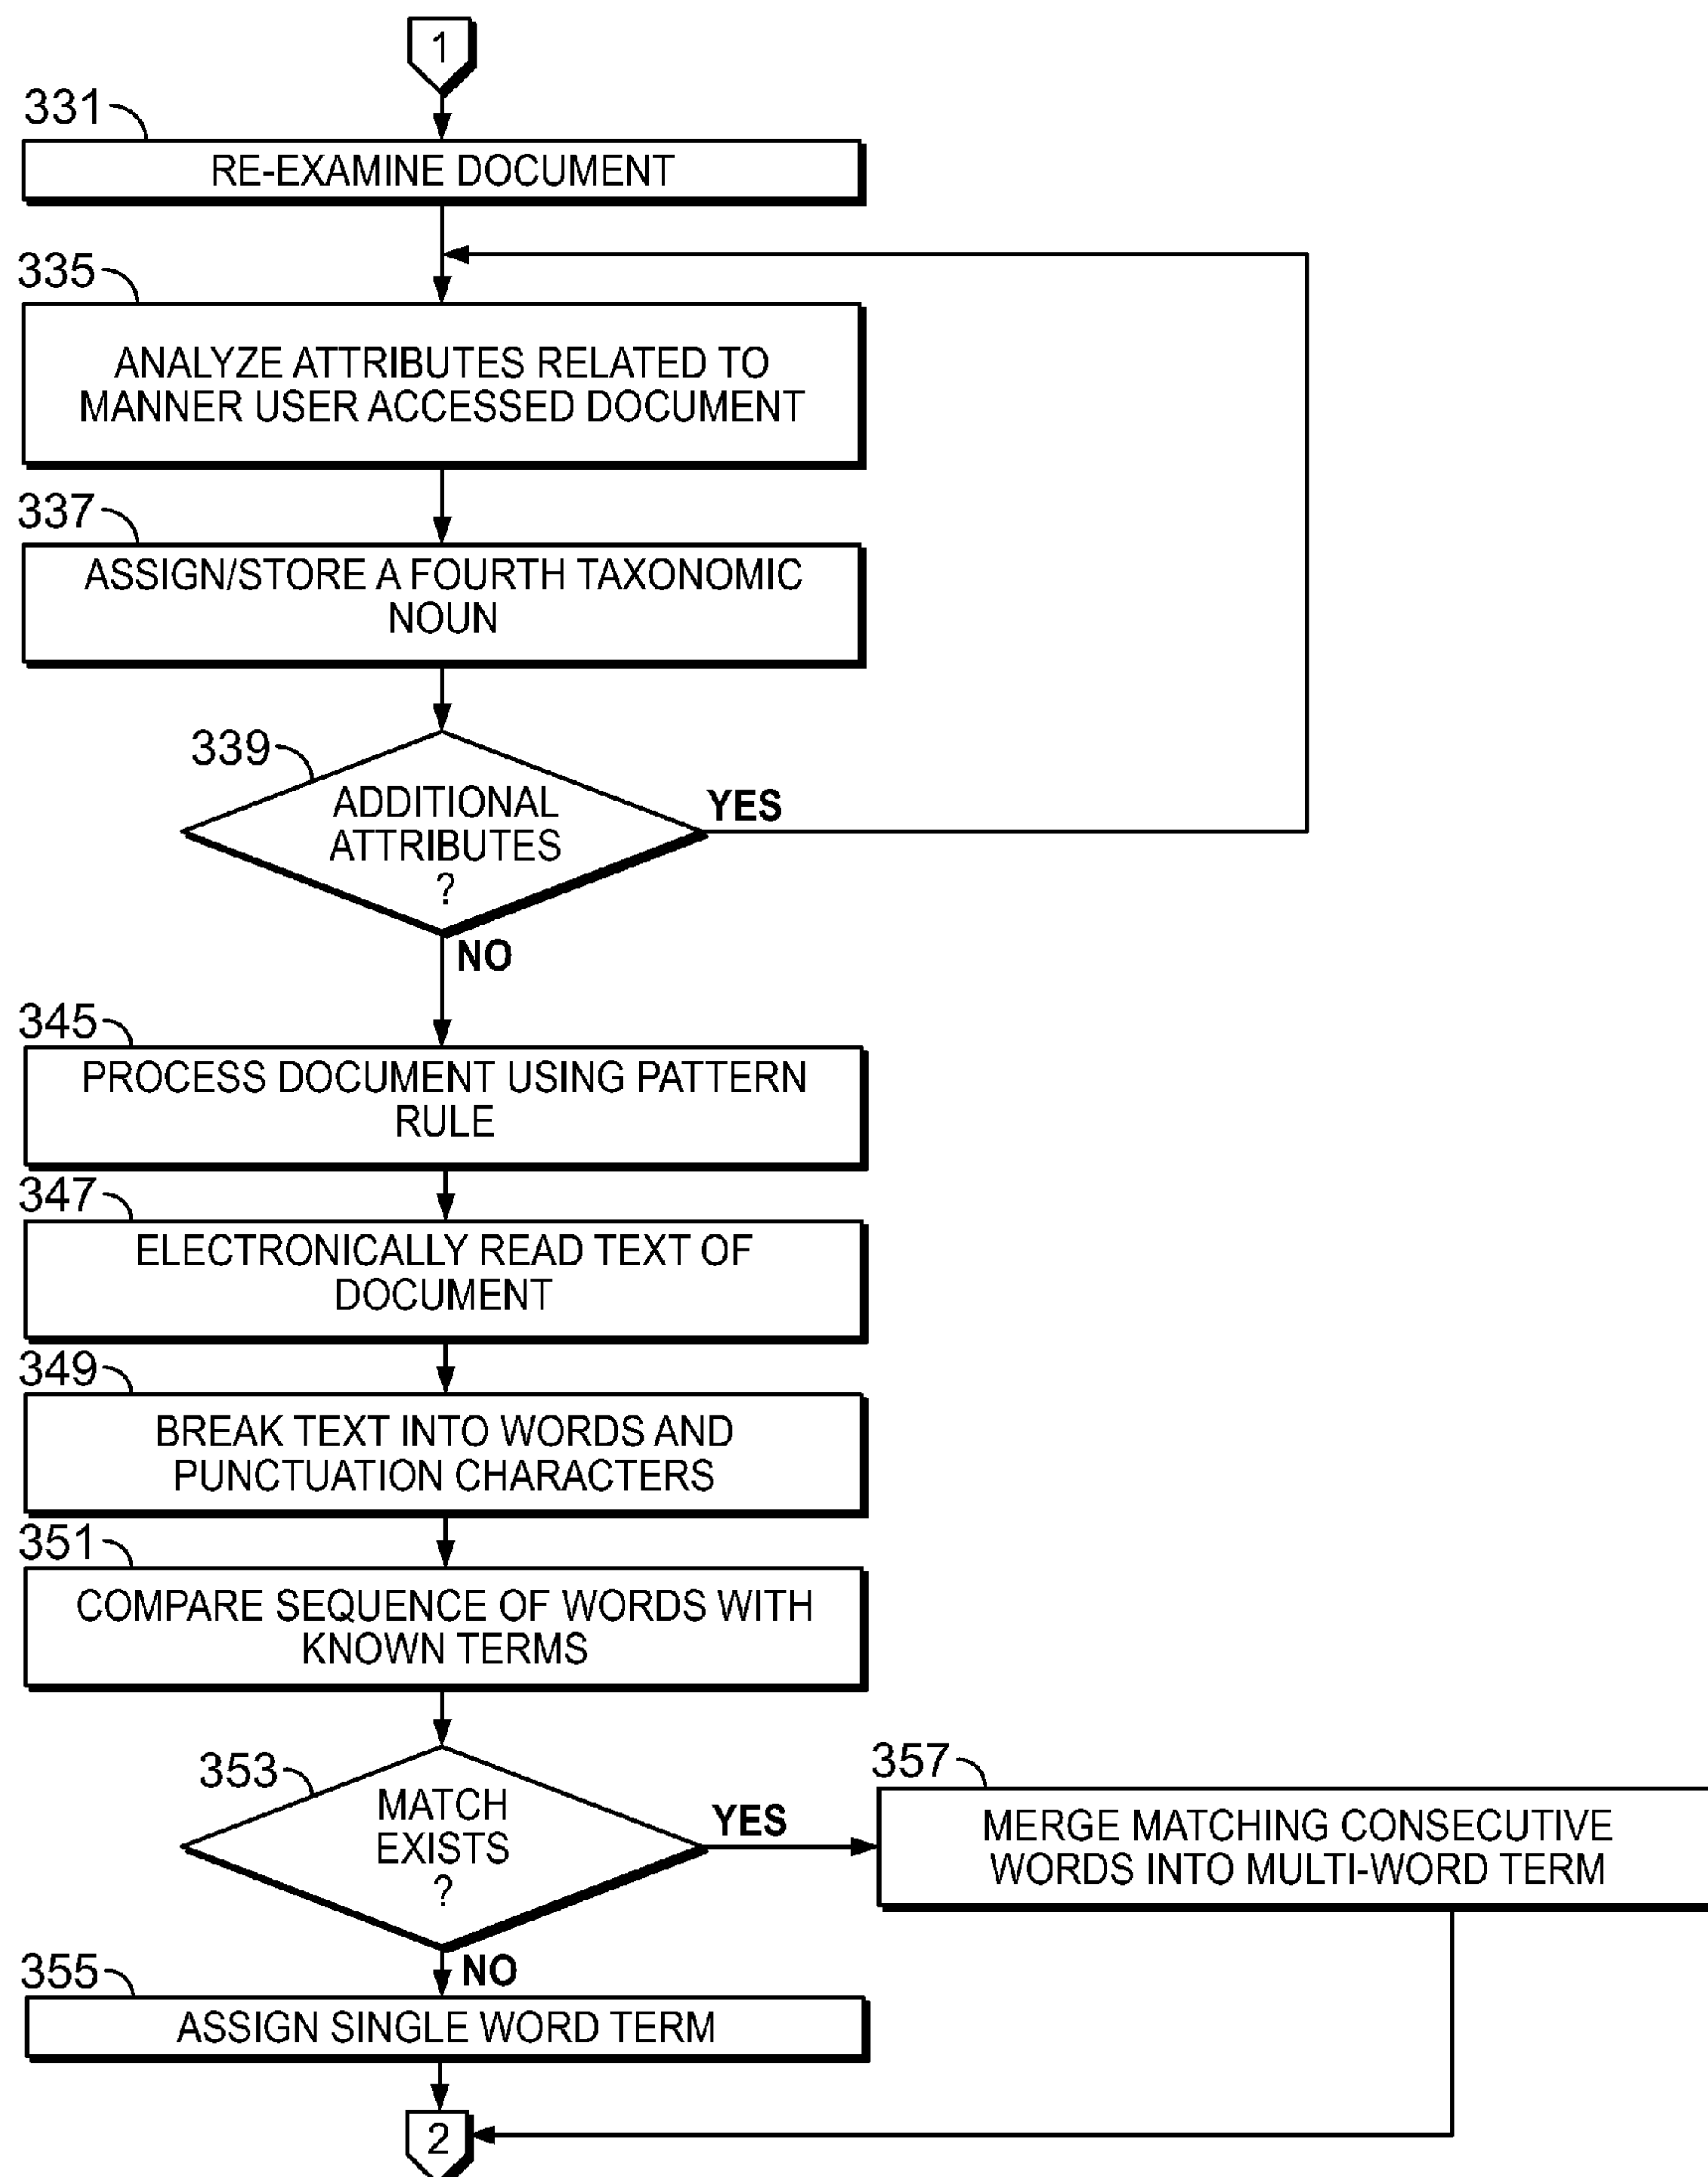 1
331
RE-EXAMINE DOCUMENT
335
ANALYZE ATTRIBUTES RELATED TO
MANNER USER ACCESSED DOCUMENT
337
ASSIGN/STORE A FOURTH TAXONOMIC
NOUN
339
ADDITIONAL
ATTRIBUTES
?
YES
NO
345
PROCESS DOCUMENT USING PATTERN
RULE
347
ELECTRONICALLY READ TEXT OF
DOCUMENT
349
BREAK TEXT INTO WORDS AND
PUNCTUATION CHARACTERS
351
COMPARE SEQUENCE OF WORDS WITH
KNOWN TERMS
353
MATCH
EXISTS
?
YES
357
MERGE MATCHING CONSECUTIVE
WORDS INTO MULTI-WORD TERM
NO
355
ASSIGN SINGLE WORD TERM
2